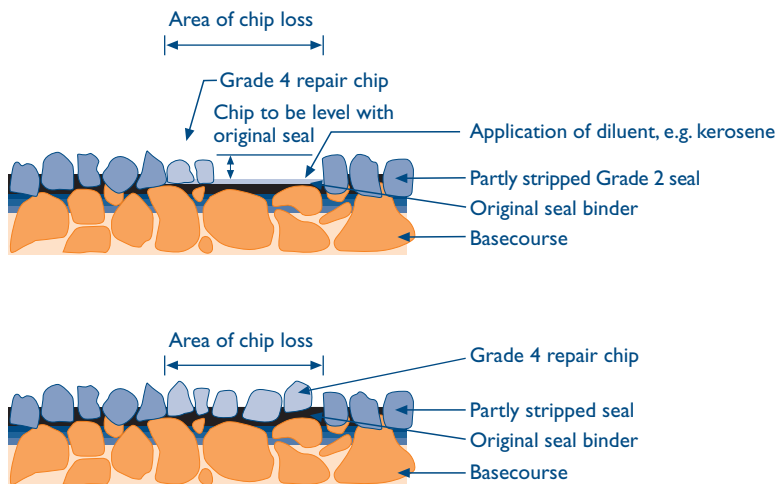 Area of chip loss
Grade 4 repair chip
Chip to be level with
original seal
Application of diluent, e.g. kerosene
Partly stripped Grade 2 seal
Original seal binder
Basecourse
Area of chip loss
Grade 4 repair chip
Partly stripped seal
Original seal binder
Basecourse